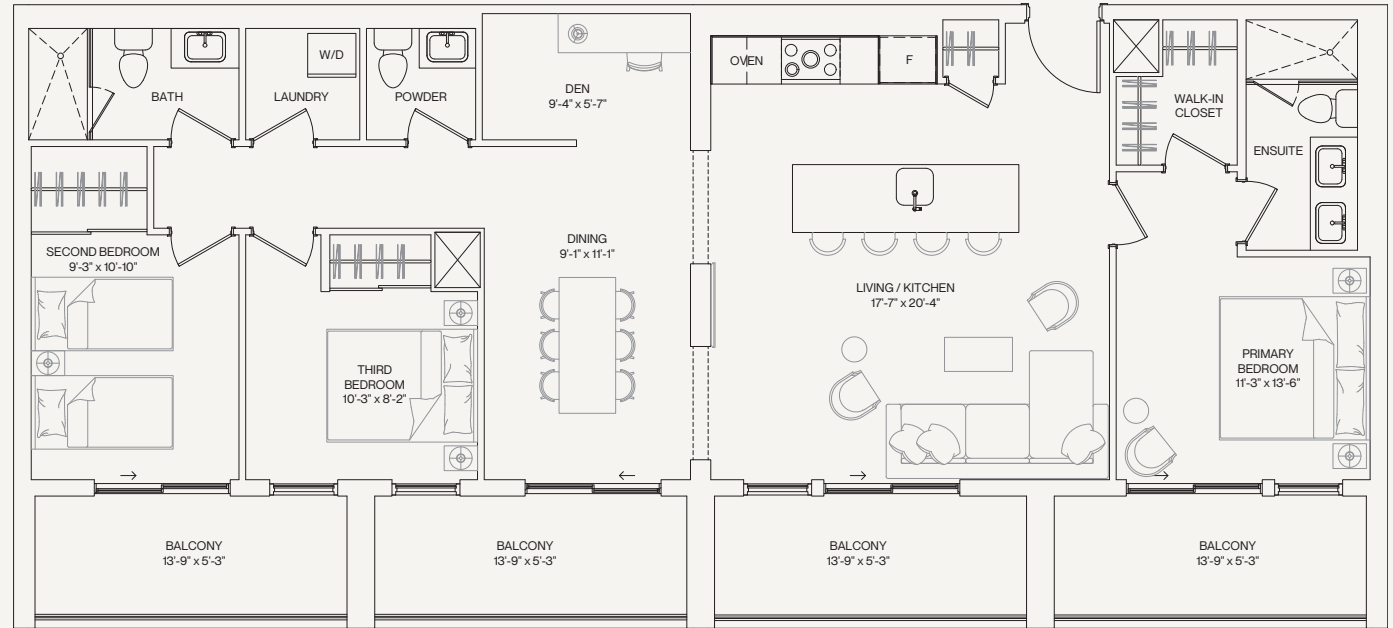 BATH
W/D
LAUNDRY
POWDER
DEN
9'-4" x 5'-7"
OVEN
F
WALK-IN
CLOSET
ENSUITE
SECOND BEDROOM
9'-3" x 10'-10"
DINING
9'-1" x 11'-1"
LIVING / KITCHEN
17'-7" x 20'-4"
THIRD
BEDROOM
10'-3" x 8'-2"
PRIMARY
BEDROOM
11'-3" x 13'-6"
BALCONY
13'-9" x 5'-3"
BALCONY
13'-9" x 5'-3"
BALCONY
13'-9" x 5'-3"
BALCONY
13'-9" x 5'-3"